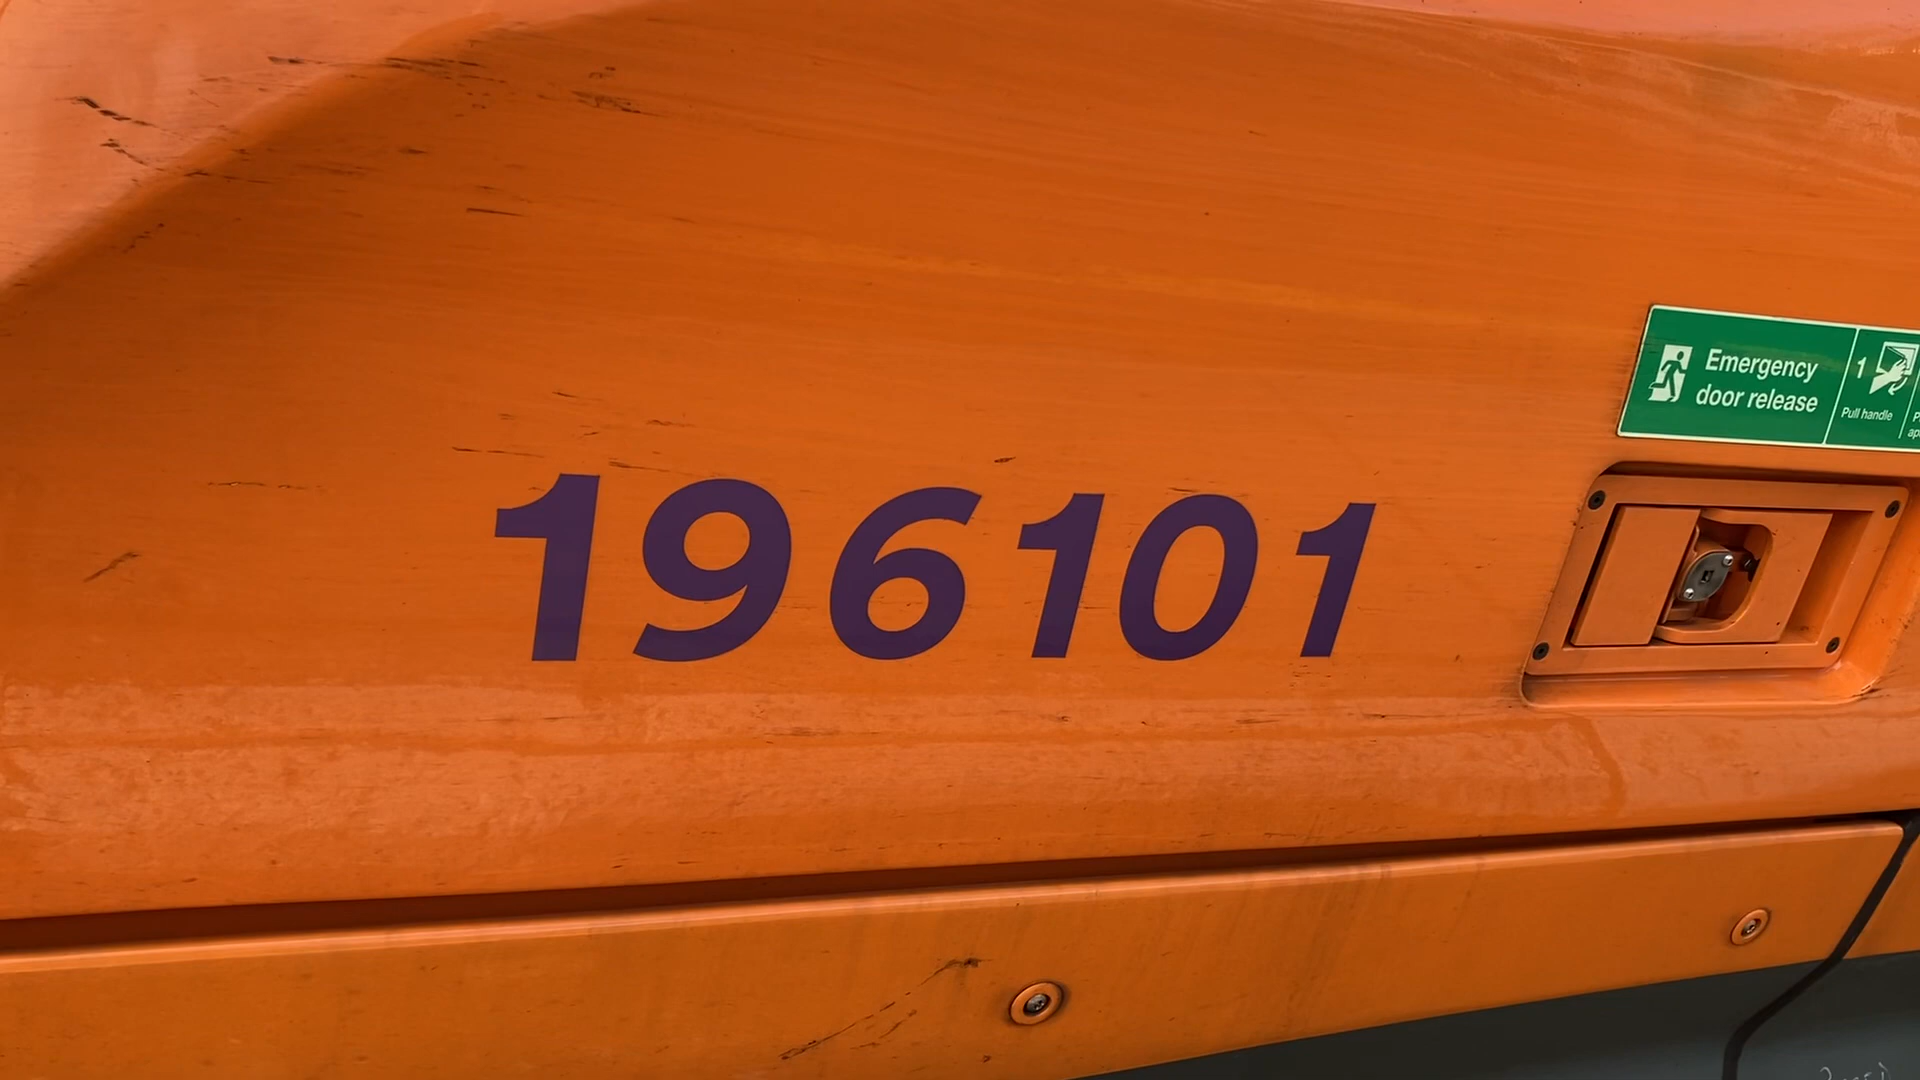 Emergency
door release
1
Pull handle
196101